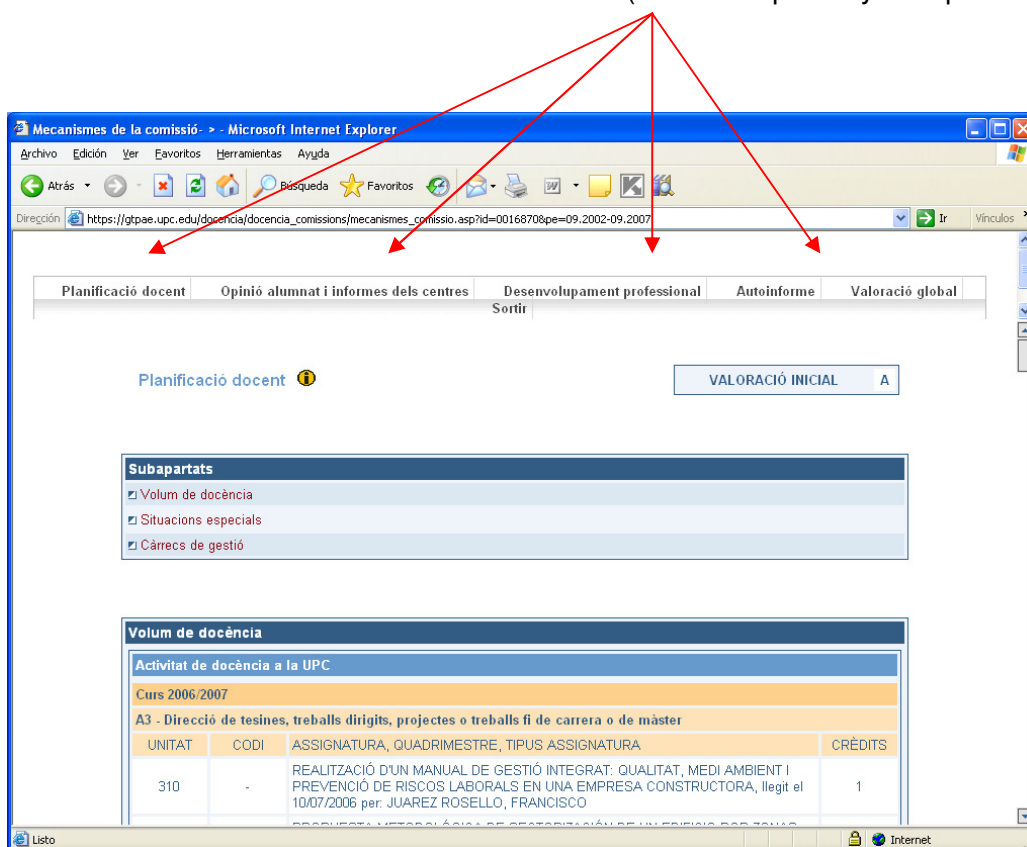 Mecanismes de la comissió- > - Microsoft Internet Explorer
Archivo Edición Ver Favoritos Herramientas Ayuda
Atrás Búsqueda Favoritos
Dirección https://gtpae.upc.edu/docencia/docencia_comissions/mecanismes_comissio.asp?id=0016870&pe=09.2002-09.2007 Ir Vínculos
Planificació docent Opinió alumnat i informes dels centres Desenvolupament professional Autoinforme Valoració global
Sortir
Planificació docent VALORACIÓ INICIAL A
Subapartats
Volum de docència
Situacions especials
Càrrecs de gestió
Volum de docència
Activitat de docència a la UPC
Curs 2006/2007
A3 - Direcció de tesines, treballs dirigits, projectes o treballs fi de carrera o de màster
UNITAT CODI ASSIGNATURA, QUADRIMESTRE, TIPUS ASSIGNATURA CRÈDITS
310 - REALITZACIÓ D'UN MANUAL DE GESTIÓ INTEGRAT: QUALITAT, MEDI AMBIENT I
PREVENCIÓ DE RISCOS LABORALS EN UNA EMPRESA CONSTRUCTORA, llegit el 1
10/07/2006 per: JUAREZ ROSELLO, FRANCISCO
Listo Internet